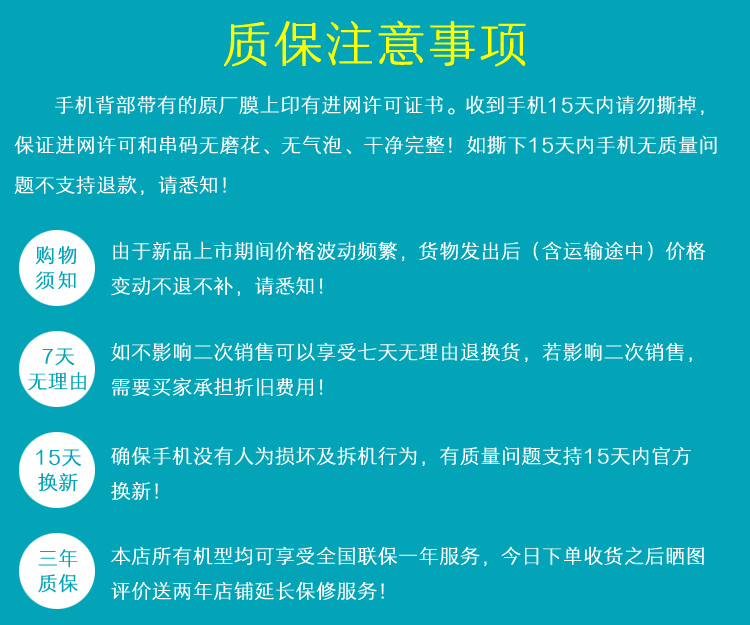 质保注意事项
手机背部带有的原厂膜上印有进网许可证书。收到手机15天内请勿撕掉，
保证进网许可和串码无磨花、无气泡、干净完整！如撕下15天内手机无质量问
题不支持退款，请悉知！
购物
须知
由于新品上市期间价格波动频繁，货物发出后（含运输途中）价格
变动不退不补，请悉知！
7天
无理由
如不影响二次销售可以享受七天无理由退换货，若影响二次销售，
需要买家承担折旧费用！
15天
换新
确保手机没有人为损坏及拆机行为，有质量问题支持15天内官方
换新！
三年
质保
本店所有机型均可享受全国联保一年服务，今日下单收货之后晒图
评价送两年店铺延长保修服务！